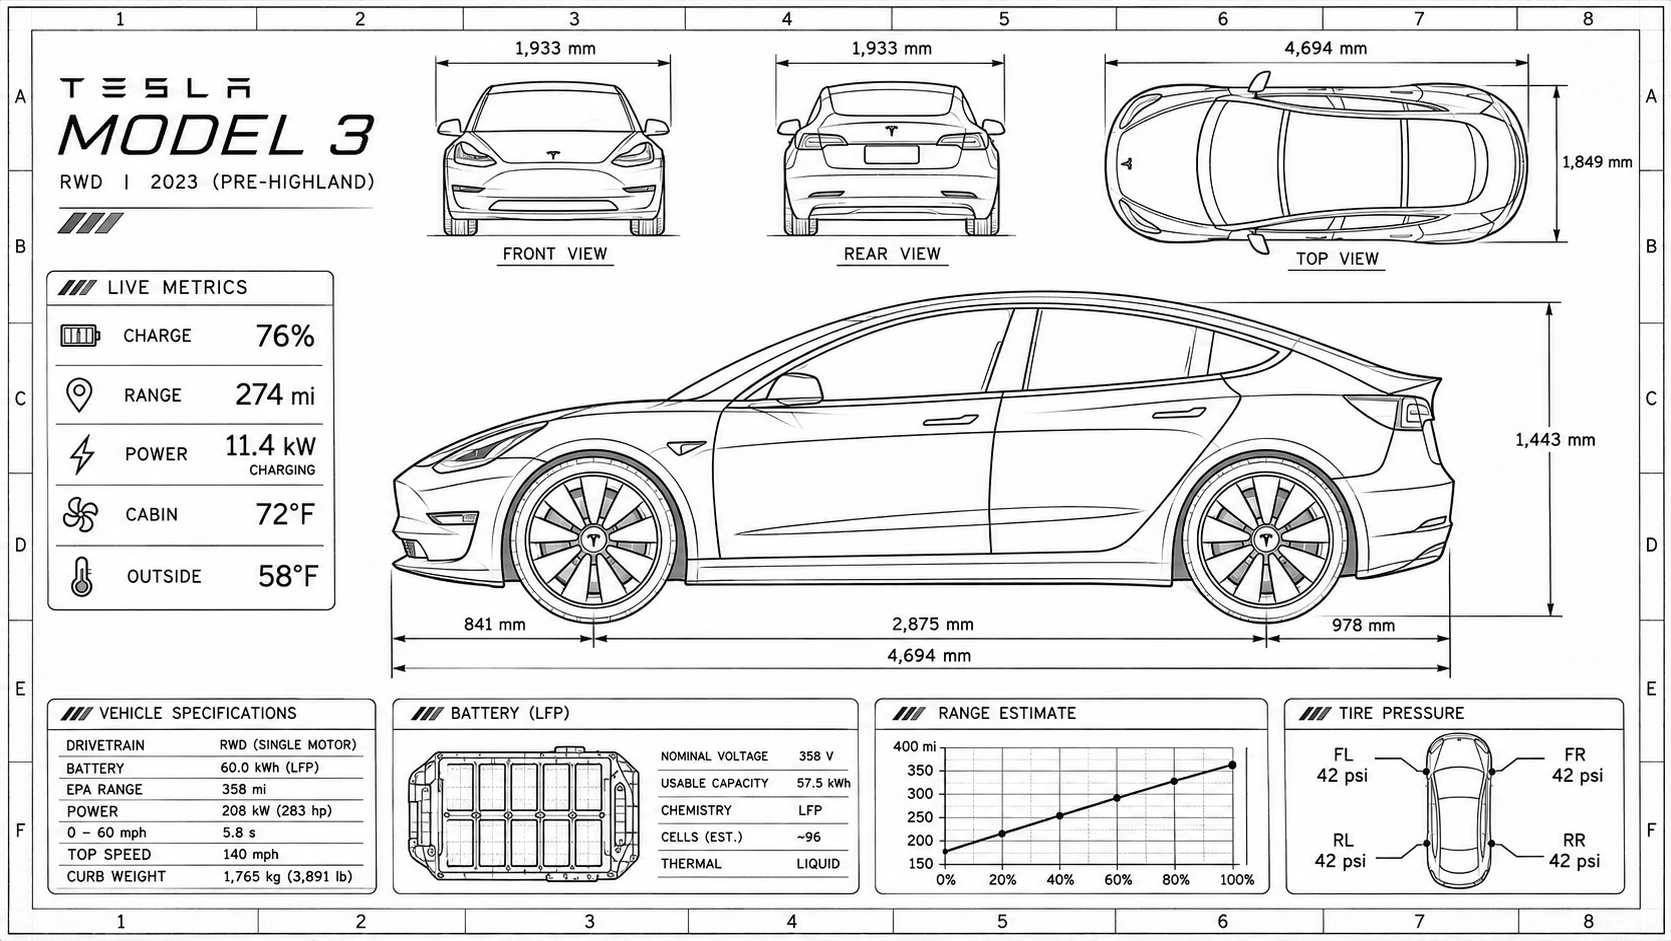 1 2 3 4 5 6 7 8
A
B
C
D
E
F
A
B
C
D
E
F
TESLA
MODEL 3
RWD | 2023 (PRE-HIGHLAND)
1,933 mm
FRONT VIEW
1,933 mm
REAR VIEW
4,694 mm
1,849 mm
TOP VIEW
LIVE METRICS
CHARGE 76%
RANGE 274 mi
POWER 11.4 kW
CHARGING
CABIN 72°F
OUTSIDE 58°F
1,443 mm
841 mm 2,875 mm 978 mm
4,694 mm
VEHICLE SPECIFICATIONS
DRIVETRAIN RWD (SINGLE MOTOR)
BATTERY 60.0 kWh (LFP)
EPA RANGE 358 mi
POWER 208 kW (283 hp)
0 – 60 mph 5.8 s
TOP SPEED 140 mph
CURB WEIGHT 1,765 kg (3,891 lb)
BATTERY (LFP)
NOMINAL VOLTAGE 358 V
USABLE CAPACITY 57.5 kWh
CHEMISTRY LFP
CELLS (EST.) ~96
THERMAL LIQUID
RANGE ESTIMATE
400 mi
350
300
250
200
150
0% 20% 40% 60% 80% 100%
TIRE PRESSURE
FL
42 psi
FR
42 psi
RL
42 psi
RR
42 psi
1 2 3 4 5 6 7 8